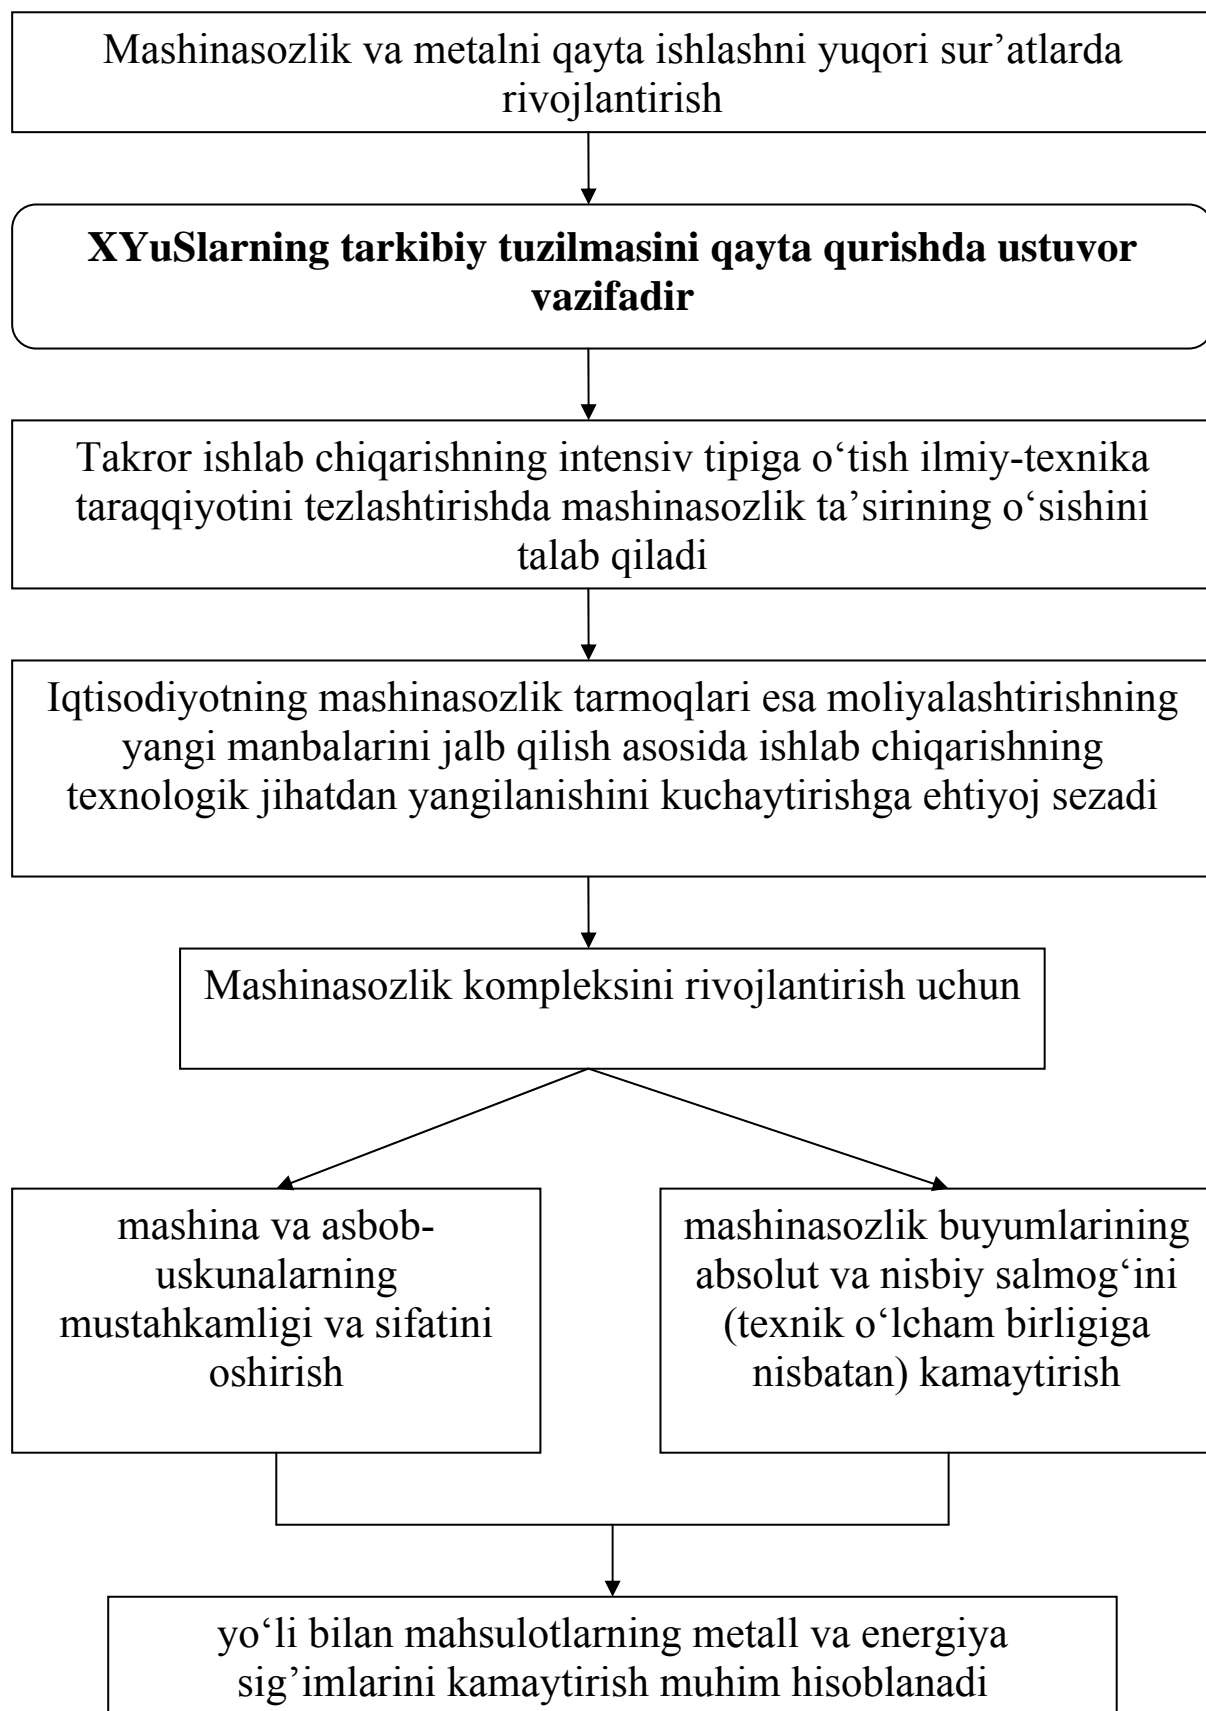 Mashinasozlik va metalni qayta ishlashni yuqori sur’atlarda
rivojlantirish
XYuSlarning tarkibiy tuzilmasini qayta qurishda ustuvor
vazifadir
Takror ishlab chiqarishning intensiv tipiga o‘tish ilmiy-texnika
taraqqiyotini tezlashtirishda mashinasozlik ta’sirining o‘sishini
talab qiladi
Iqtisodiyotning mashinasozlik tarmoqlari esa moliyalashtirishning
yangi manbalarini jalb qilish asosida ishlab chiqarishning
texnologik jihatdan yangilanishini kuchaytirishga ehtiyoj sezadi
Mashinasozlik kompleksini rivojlantirish uchun
mashina va asbob-
uskunalarning
mustahkamligi va sifatini
oshirish
mashinasozlik buyumlarining
absolut va nisbiy salmog‘ini
(texnik o‘lcham birligiga
nisbatan) kamaytirish
yo‘li bilan mahsulotlarning metall va energiya
sig’imlarini kamaytirish muhim hisoblanadi